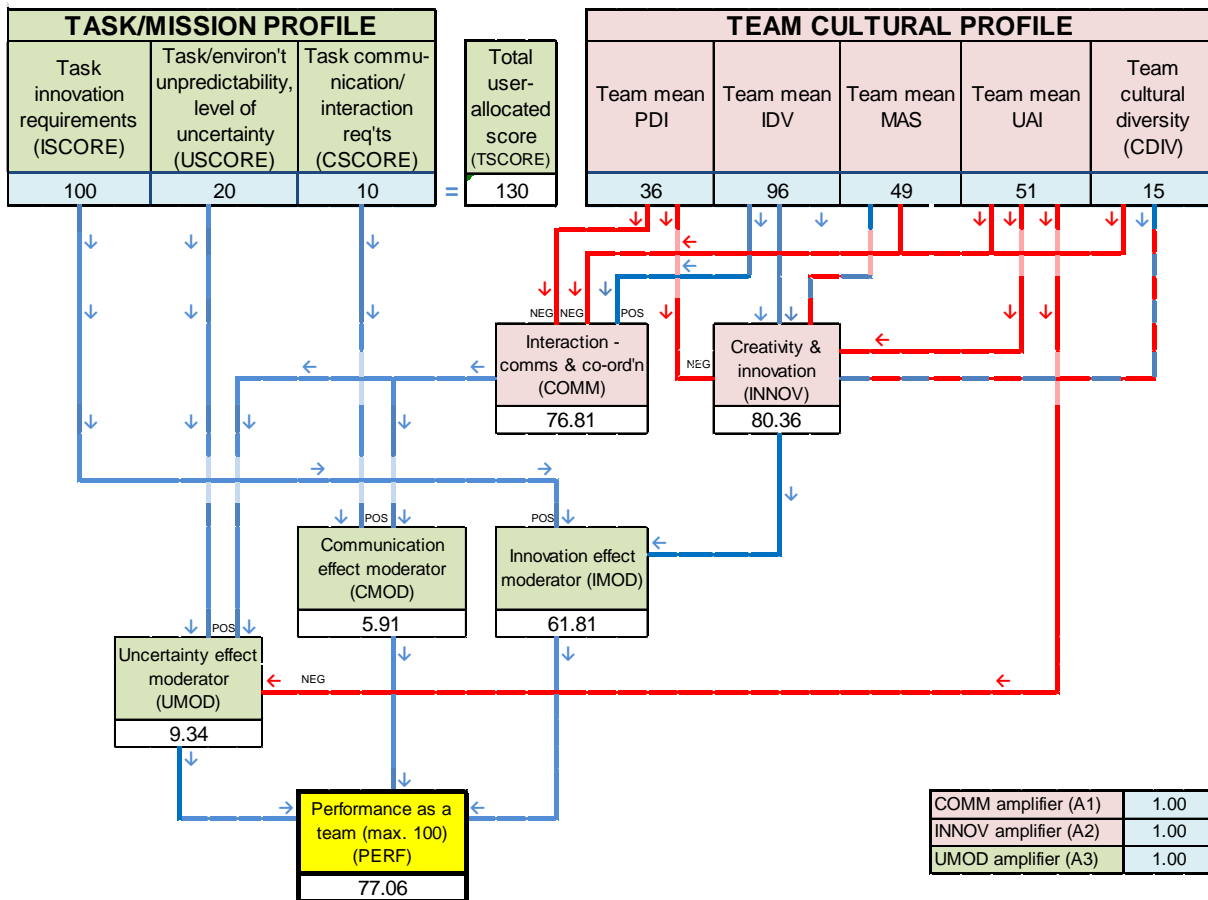 TASK/MISSION PROFILE
Task
innovation
requirements
(ISCORE)
Task/environ't
unpredictability,
level of
uncertainty
(USCORE)
Task commu-
nication/
interaction
req'ts
(CSCORE)
Total
user-
allocated
score
(TSCORE)
100
20
10
=
130
TEAM CULTURAL PROFILE
Team mean
PDI
Team mean
IDV
Team mean
MAS
Team mean
UAI
Team
cultural
diversity
(CDIV)
36
96
49
51
15
NEG
NEG
POS
Interaction -
comms & co-ord'n
(COMM)
76.81
NEG
Creativity &
innovation
(INNOV)
80.36
POS
POS
Communication
effect moderator
(CMOD)
5.91
Innovation effect
moderator (IMOD)
61.81
POS
Uncertainty effect
moderator
(UMOD)
9.34
NEG
Performance as a
team (max. 100)
(PERF)
77.06
COMM amplifier (A1) 1.00
INNOV amplifier (A2) 1.00
UMOD amplifier (A3) 1.00